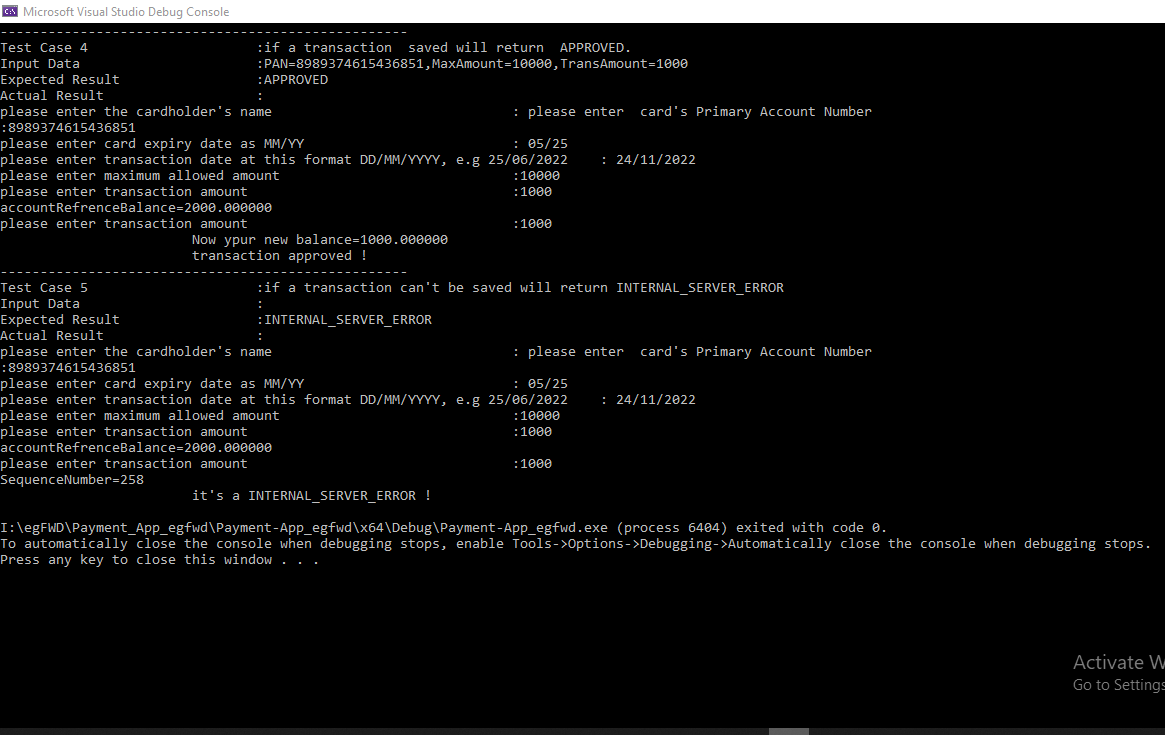 Microsoft Visual Studio Debug Console
---------------------------------------------------
Test Case 4                     :if a transaction  saved will return  APPROVED.
Input Data                      :PAN=8989374615436851,MaxAmount=10000,TransAmount=1000
Expected Result                 :APPROVED
Actual Result                   :
please enter the cardholder's name                              : please enter  card's Primary Account Number
:8989374615436851
please enter card expiry date as MM/YY                          : 05/25
please enter transaction date at this format DD/MM/YYYY, e.g 25/06/2022    : 24/11/2022
please enter maximum allowed amount                             :10000
please enter transaction amount                                 :1000
accountRefrenceBalance=2000.000000
please enter transaction amount                                 :1000
                        Now ypur new balance=1000.000000
                        transaction approved !
---------------------------------------------------
Test Case 5                     :if a transaction can't be saved will return INTERNAL_SERVER_ERROR
Input Data                      :
Expected Result                 :INTERNAL_SERVER_ERROR
Actual Result                   :
please enter the cardholder's name                              : please enter  card's Primary Account Number
:8989374615436851
please enter card expiry date as MM/YY                          : 05/25
please enter transaction date at this format DD/MM/YYYY, e.g 25/06/2022    : 24/11/2022
please enter maximum allowed amount                             :10000
please enter transaction amount                                 :1000
accountRefrenceBalance=2000.000000
please enter transaction amount                                 :1000
SequenceNumber=258
                        it's a INTERNAL_SERVER_ERROR !
I:\egFWD\Payment_App_egfwd\Payment-App_egfwd\x64\Debug\Payment-App_egfwd.exe (process 6404) exited with code 0.
To automatically close the console when debugging stops, enable Tools->Options->Debugging->Automatically close the console when debugging stops.
Press any key to close this window . . .
Activate W
Go to Settings